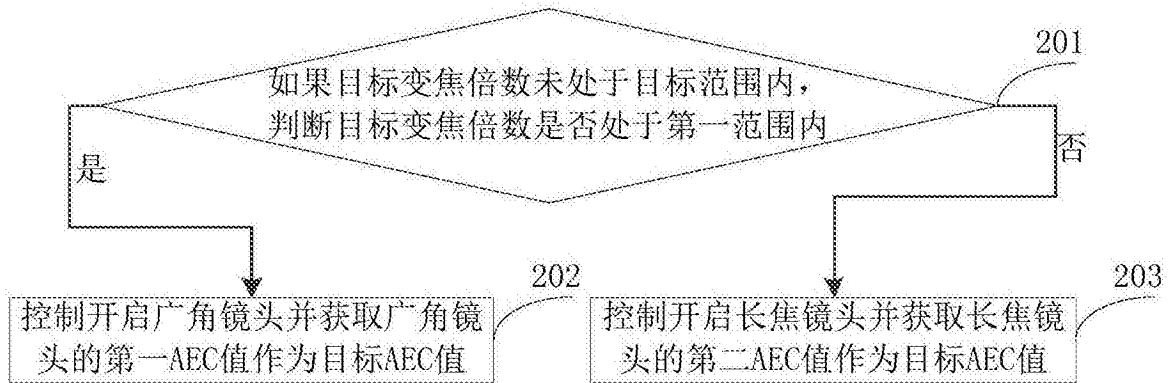 201
如果目标变焦倍数未处于目标范围内，
判断目标变焦倍数是否处于第一范围内
是
否
202
203
控制开启广角镜头并获取广角镜
头的第一AEC值作为目标AEC值
控制开启长焦镜头并获取长焦镜
头的第二AEC值作为目标AEC值